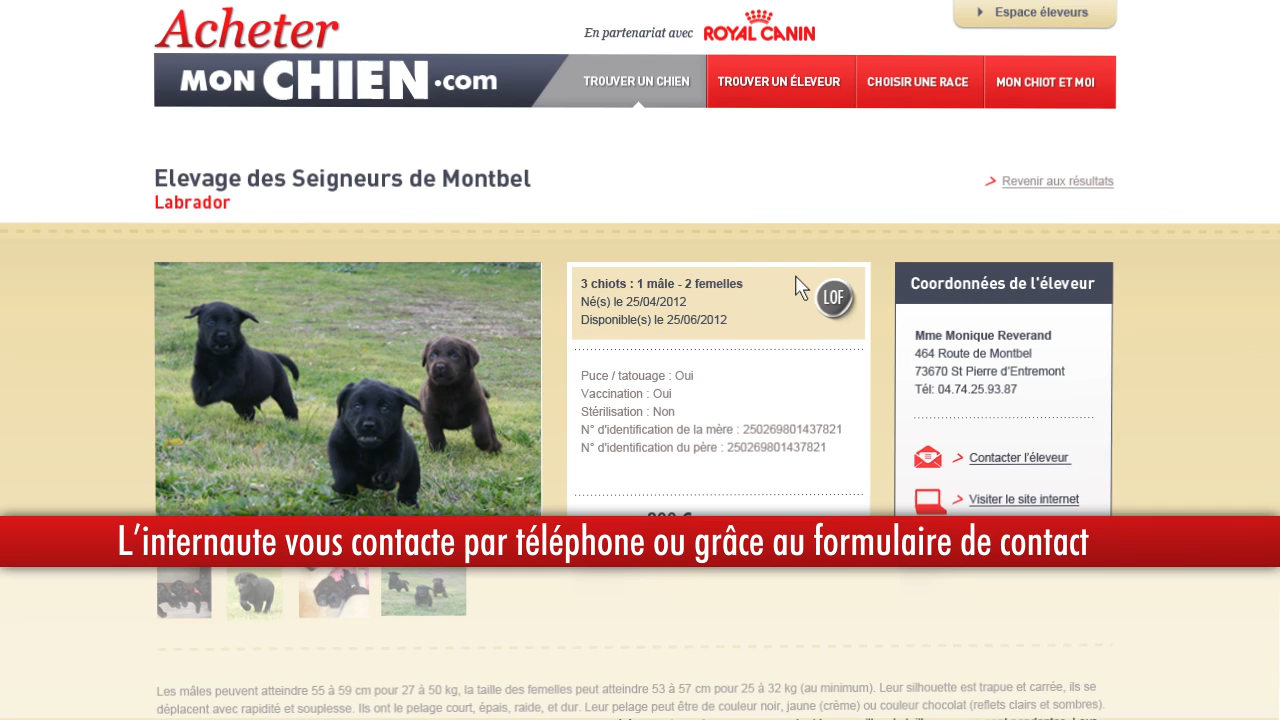 Acheter
MON CHIEN.com
En partenariat avec ROYAL CANIN
Espace éleveurs
TROUVER UN CHIEN
TROUVER UN ÉLEVEUR
CHOISIR UNE RACE
MON CHIOT ET MOI
Elevage des Seigneurs de Montbel
Labrador
Revenir aux résultats
3 chiots : 1 mâle - 2 femelles
Né(s) le 25/04/2012
Disponible(s) le 25/06/2012
LOF
Puce / tatouage : Oui
Vaccination : Oui
Stérilisation : Non
N° d'identification de la mère : 250269801437821
N° d'identification du père : 250269801437821
Coordonnées de l'éleveur
Mme Monique Reverand
464 Route de Montbel
73670 St Pierre d'Entremont
Tél: 04.74.25.93.87
Contacter l'éleveur
Visiter le site internet
L'internaute vous contacte par téléphone ou grâce au formulaire de contact
Les mâles peuvent atteindre 55 à 59 cm pour 27 à 50 kg, la taille des femelles peut atteindre 53 à 57 cm pour 25 à 32 kg (au minimum). Leur silhouette est trapue et carrée, ils se
déplacent avec rapidité et souplesse. Ils ont le pelage court, épais, raide, et dur. Leur pelage peut être de couleur noir, jaune (crème) ou couleur chocolat (reflets clairs et sombres).